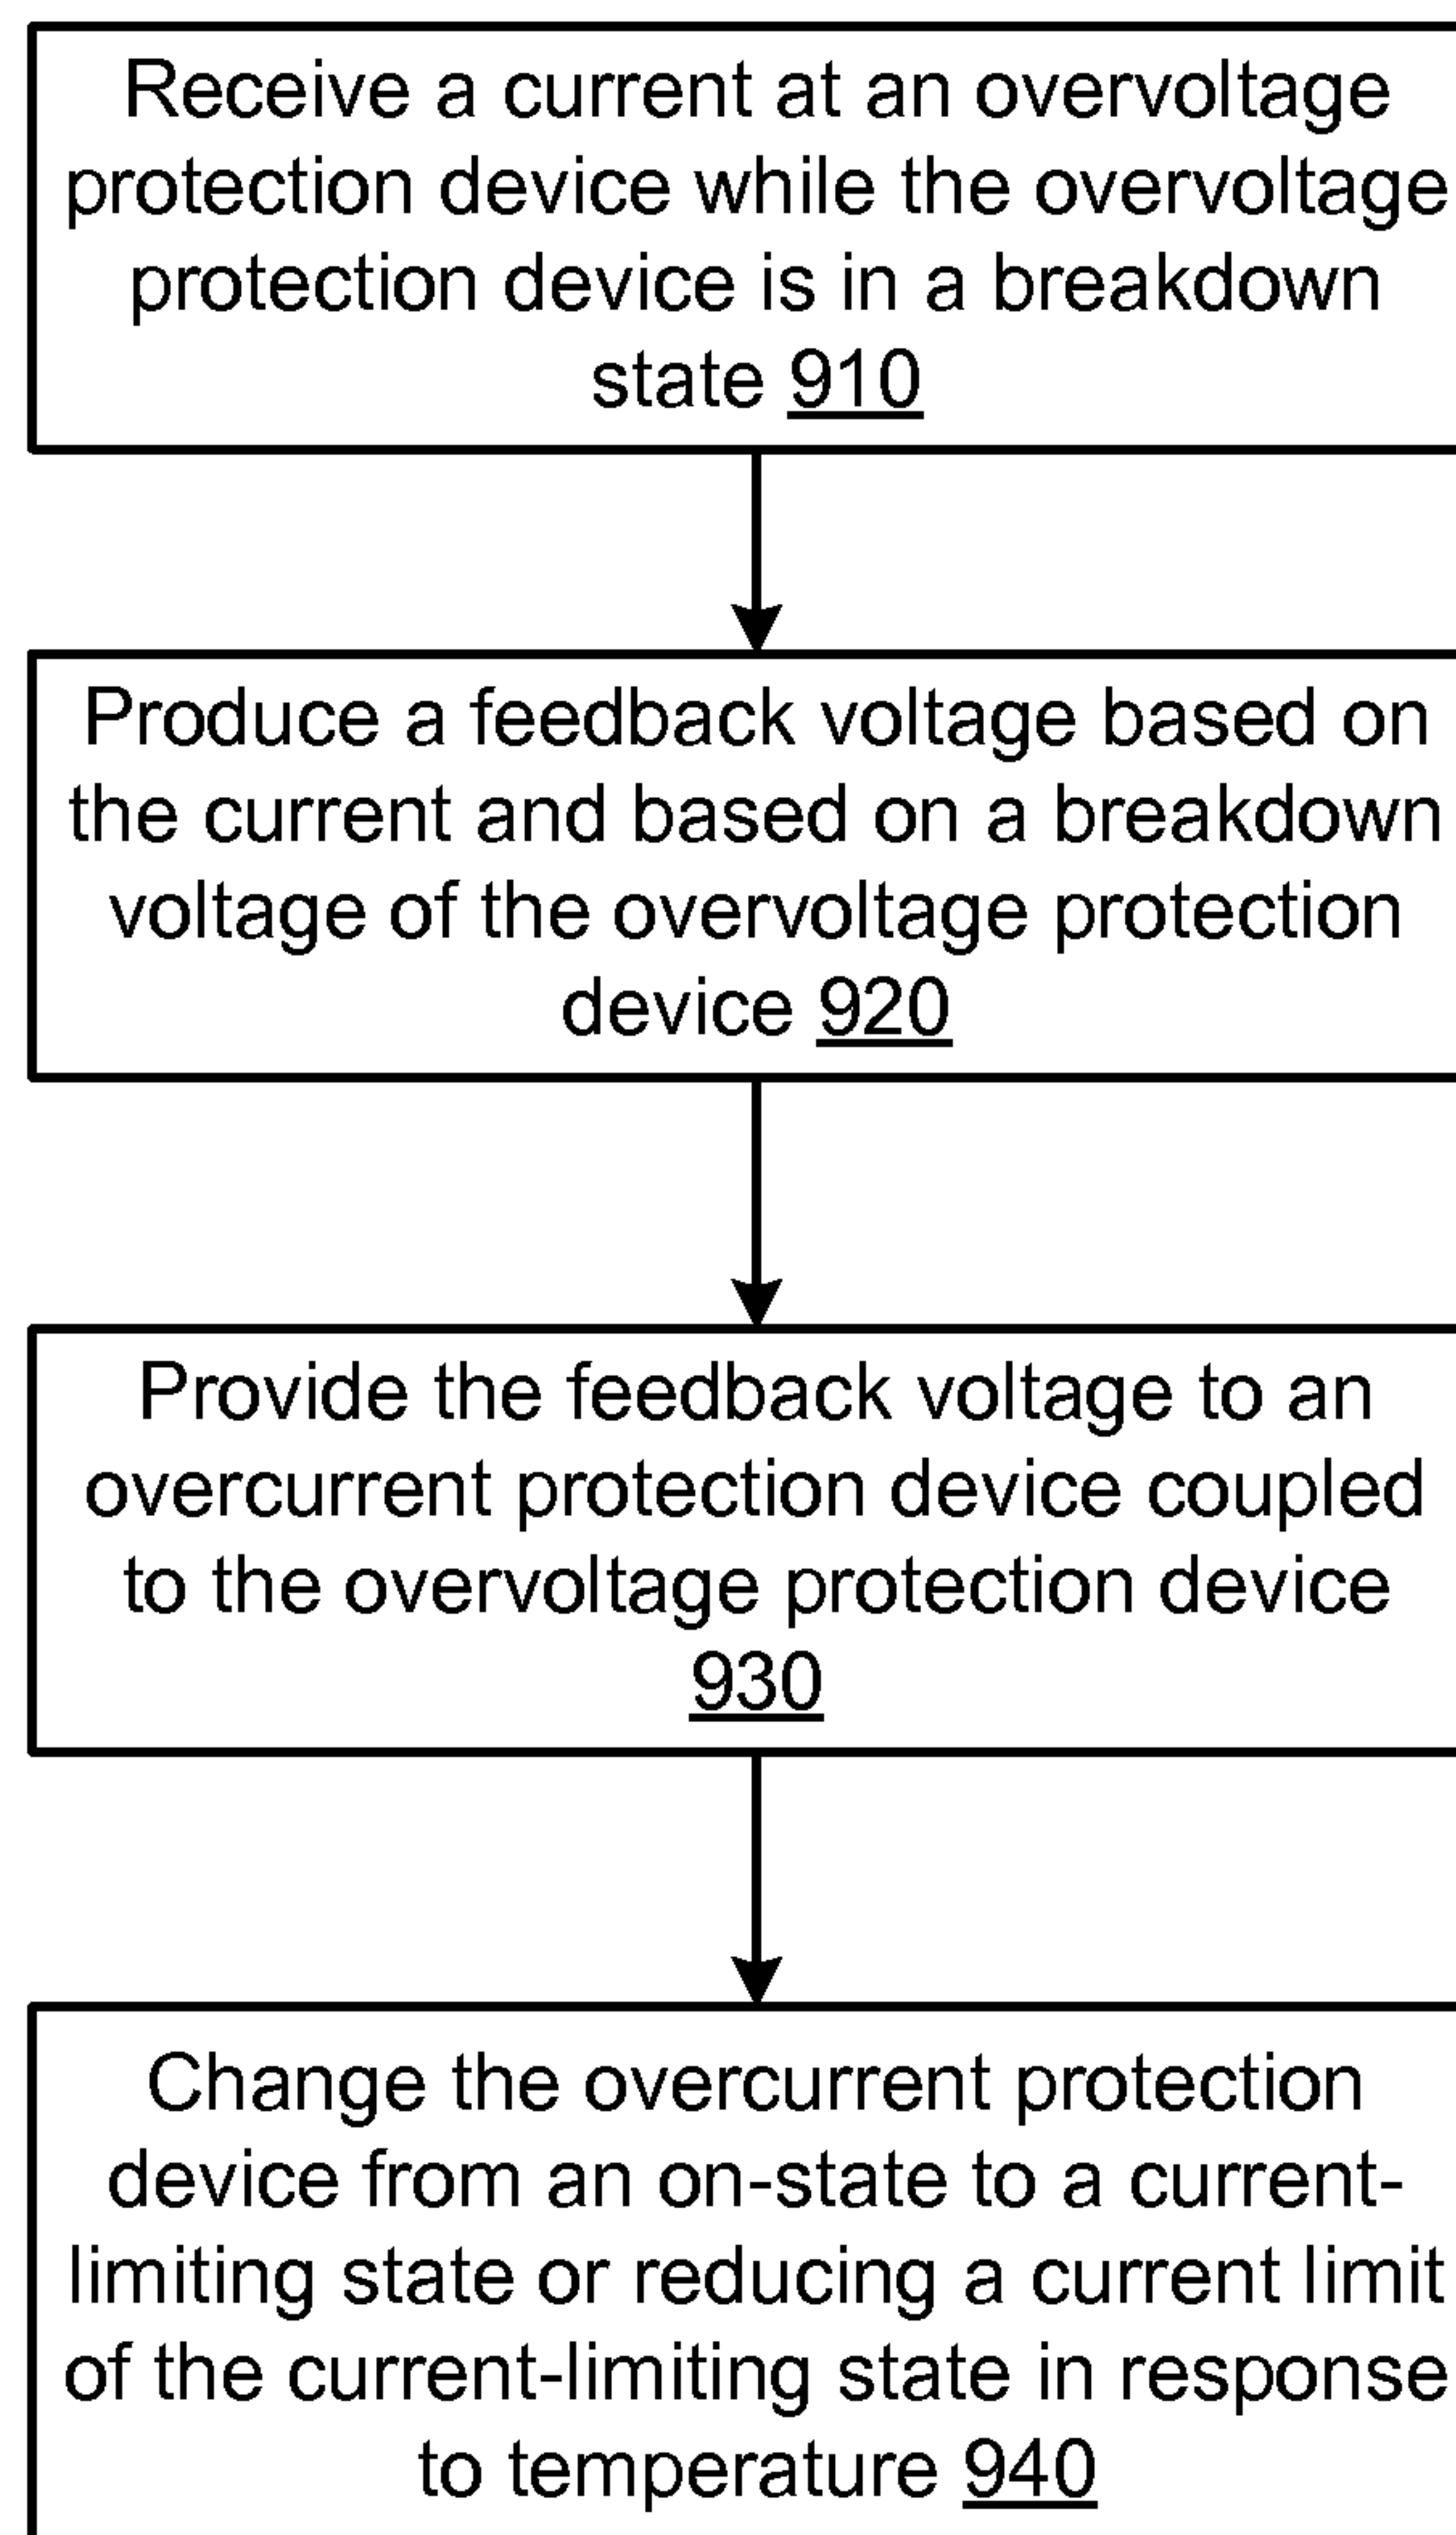 Receive a current at an overvoltage
protection device while the overvoltage
protection device is in a breakdown
state 910
Produce a feedback voltage based on
the current and based on a breakdown
voltage of the overvoltage protection
device 920
Provide the feedback voltage to an
overcurrent protection device coupled
to the overvoltage protection device
930
Change the overcurrent protection
device from an on-state to a current-
limiting state or reducing a current limit
of the current-limiting state in response
to temperature 940